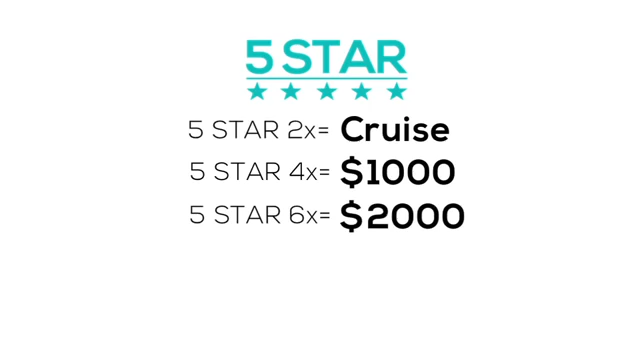 5 STAR
5 STAR 2x= Cruise
5 STAR 4x= $1000
5 STAR 6x= $2000